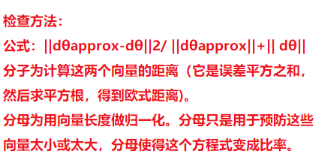 检查方法：
公式：||dθapprox-dθ||2/ ||dθapprox||+|| dθ||
分子为计算这两个向量的距离（它是误差平方之和，
然后求平方根，得到欧式距离)。
分母为用向量长度做归一化。分母只是用于预防这些
向量太小或太大，分母使得这个方程式变成比率。